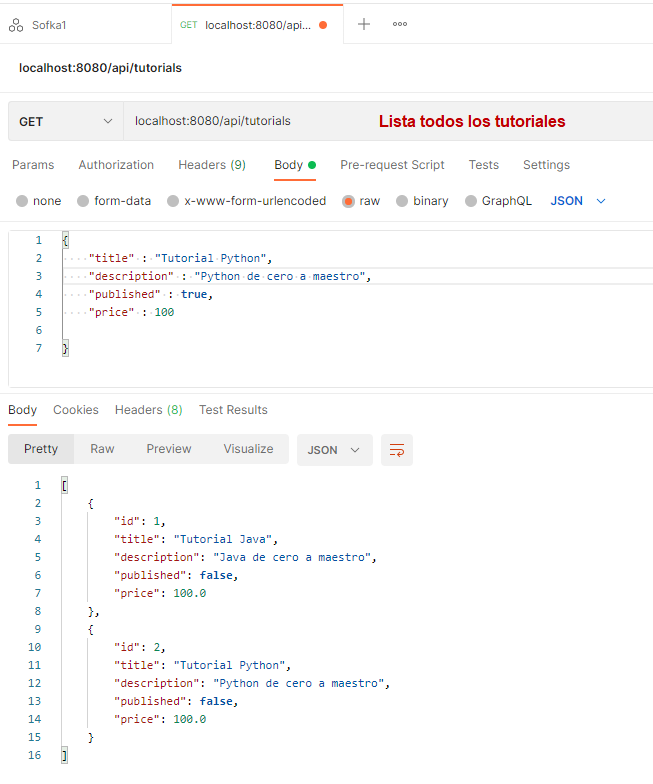 Sofka1 GET localhost:8080/api...
localhost:8080/api/tutorials
GET localhost:8080/api/tutorials Lista todos los tutoriales
Params Authorization Headers (9) Body Pre-request Script Tests Settings
none form-data x-www-form-urlencoded raw binary GraphQL JSON
1 {
2 ····"title"·:·"Tutorial·Python",
3 ····"description"·:·"Python·de·cero·a·maestro",
4 ····"published"·:·true,
5 ····"price"·:·100
6
7 }
Body Cookies Headers (8) Test Results
Pretty Raw Preview Visualize JSON
1 [
2 {
3 "id": 1,
4 "title": "Tutorial Java",
5 "description": "Java de cero a maestro",
6 "published": false,
7 "price": 100.0
8 },
9 {
10 "id": 2,
11 "title": "Tutorial Python",
12 "description": "Python de cero a maestro",
13 "published": false,
14 "price": 100.0
15 }
16 ]